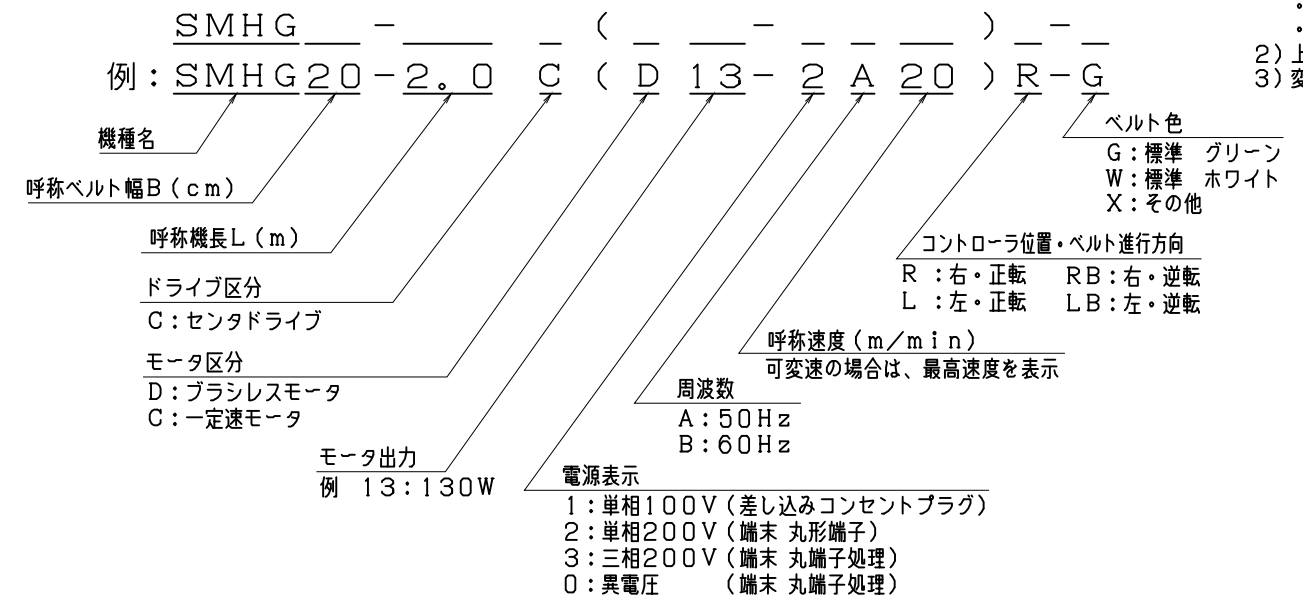 SMHG - ( - ) -
例:SMHG20-2.0 C (D 13-2 A 20)R-G
2)上
3)変
機種名
呼称ベルト幅B(cm)
呼称機長L(m)
ドライブ区分
C:センタドライブ
モータ区分
D:ブラシレスモータ
C:一定速モータ
モータ出力
例 13:130W
電源表示
1:単相100V(差し込みコンセントプラグ)
2:単相200V(端末 丸形端子)
3:三相200V(端末 丸端子処理)
0:異電圧 (端末 丸端子処理)
周波数
A:50Hz
B:60Hz
呼称速度(m/min)
可変速の場合は、最高速度を表示
コントローラ位置・ベルト進行方向
R :右・正転 RB:右・逆転
L :左・正転 LB:左・逆転
ベルト色
G:標準 グリーン
W:標準 ホワイト
X:その他